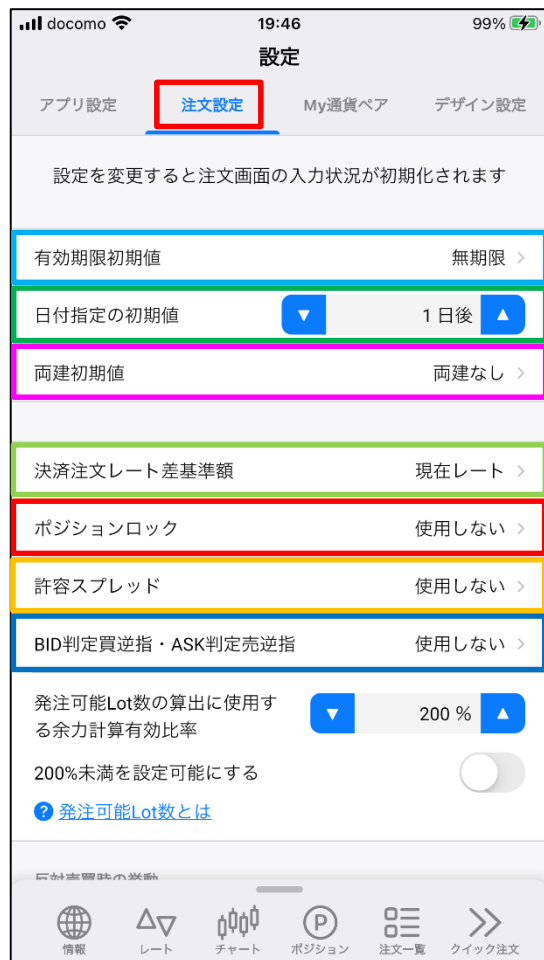 docomo 19:46 99%
設定
アプリ設定 注文設定 My通貨ペア デザイン設定
設定を変更すると注文画面の入力状況が初期化されます
有効期限初期値 無期限
日付指定の初期値 ▼ 1 日後 ▲
両建初期値 両建なし
決済注文レート差基準額 現在レート
ポジションロック 使用しない
許容スプレッド 使用しない
BID判定買逆指・ASK判定売逆指 使用しない
発注可能Lot数の算出に使用す
る余力計算有効比率 ▼ 200 % ▲
200%未満を設定可能にする
? 発注可能Lot数とは
反対売買時の挙動
情報 レート チャート ポジション 注文一覧 クイック注文